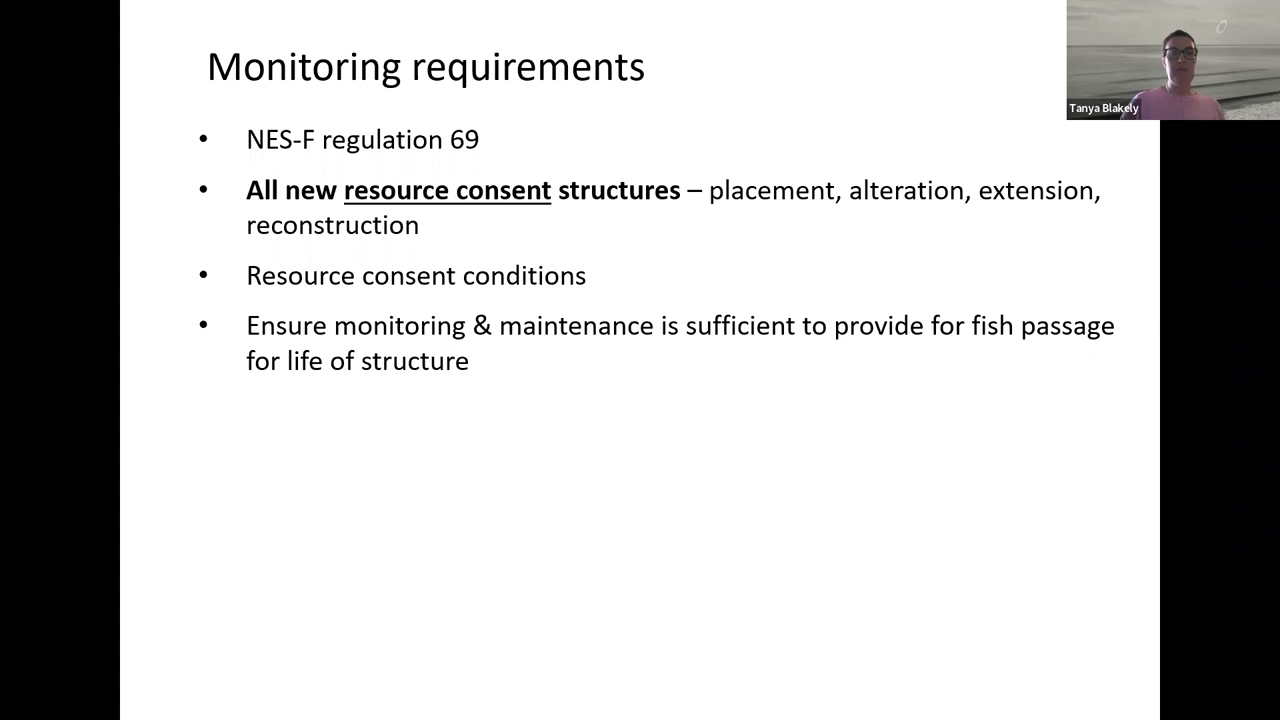 Monitoring requirements
Tanya Blakely
• NES-F regulation 69
• All new resource consent structures – placement, alteration, extension,
reconstruction
• Resource consent conditions
• Ensure monitoring & maintenance is sufficient to provide for fish passage
for life of structure